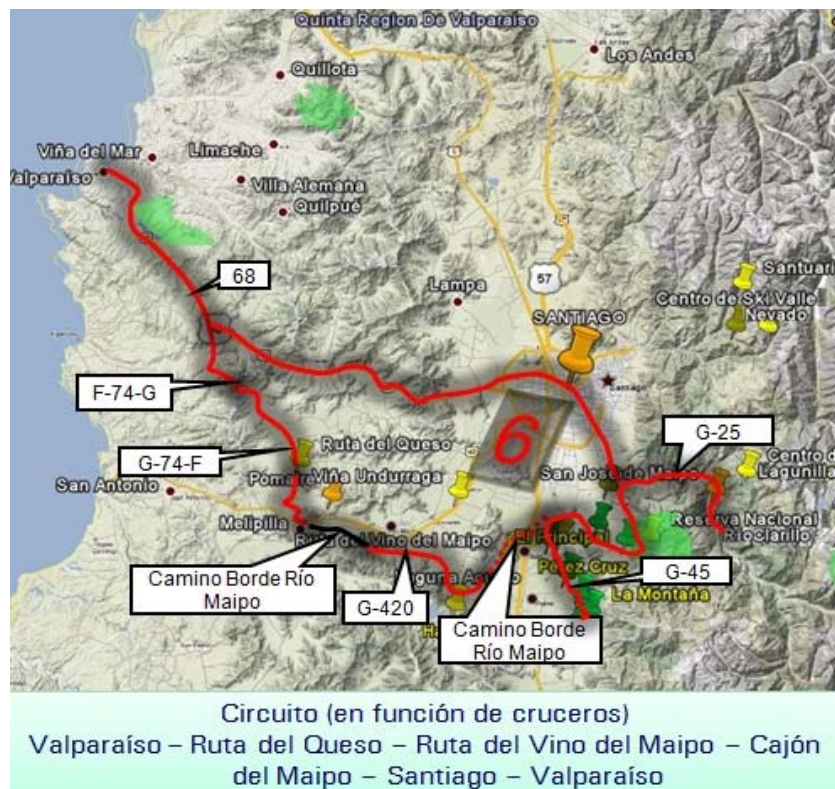 Quinta Region De Valparaíso
Los Andes
Quillota
Viña del Mar
Limache
Valparaíso
Villa Alemana
Quilpué
68
57
Lampa
Santuari
Centro de Ski Valle
Nevado
SANTIAGO
Santiago
F-74-G
6
G-25
Ruta del Queso
G-74-F
Pomaire
Viña Undurraga
San José de Maipo
Centro d
Lagunilla
San Antonio
Melipilla
Ruta del Vino del Maipo
El Principal
Reserva Nacional
Rio Clarillo
Camino Borde Río
Maipo
G-420
Pérez Cruz
G-45
La Montaña
Camino Borde
Río Maipo
Circuito (en función de cruceros)
Valparaíso – Ruta del Queso – Ruta del Vino del Maipo – Cajón
del Maipo – Santiago – Valparaíso